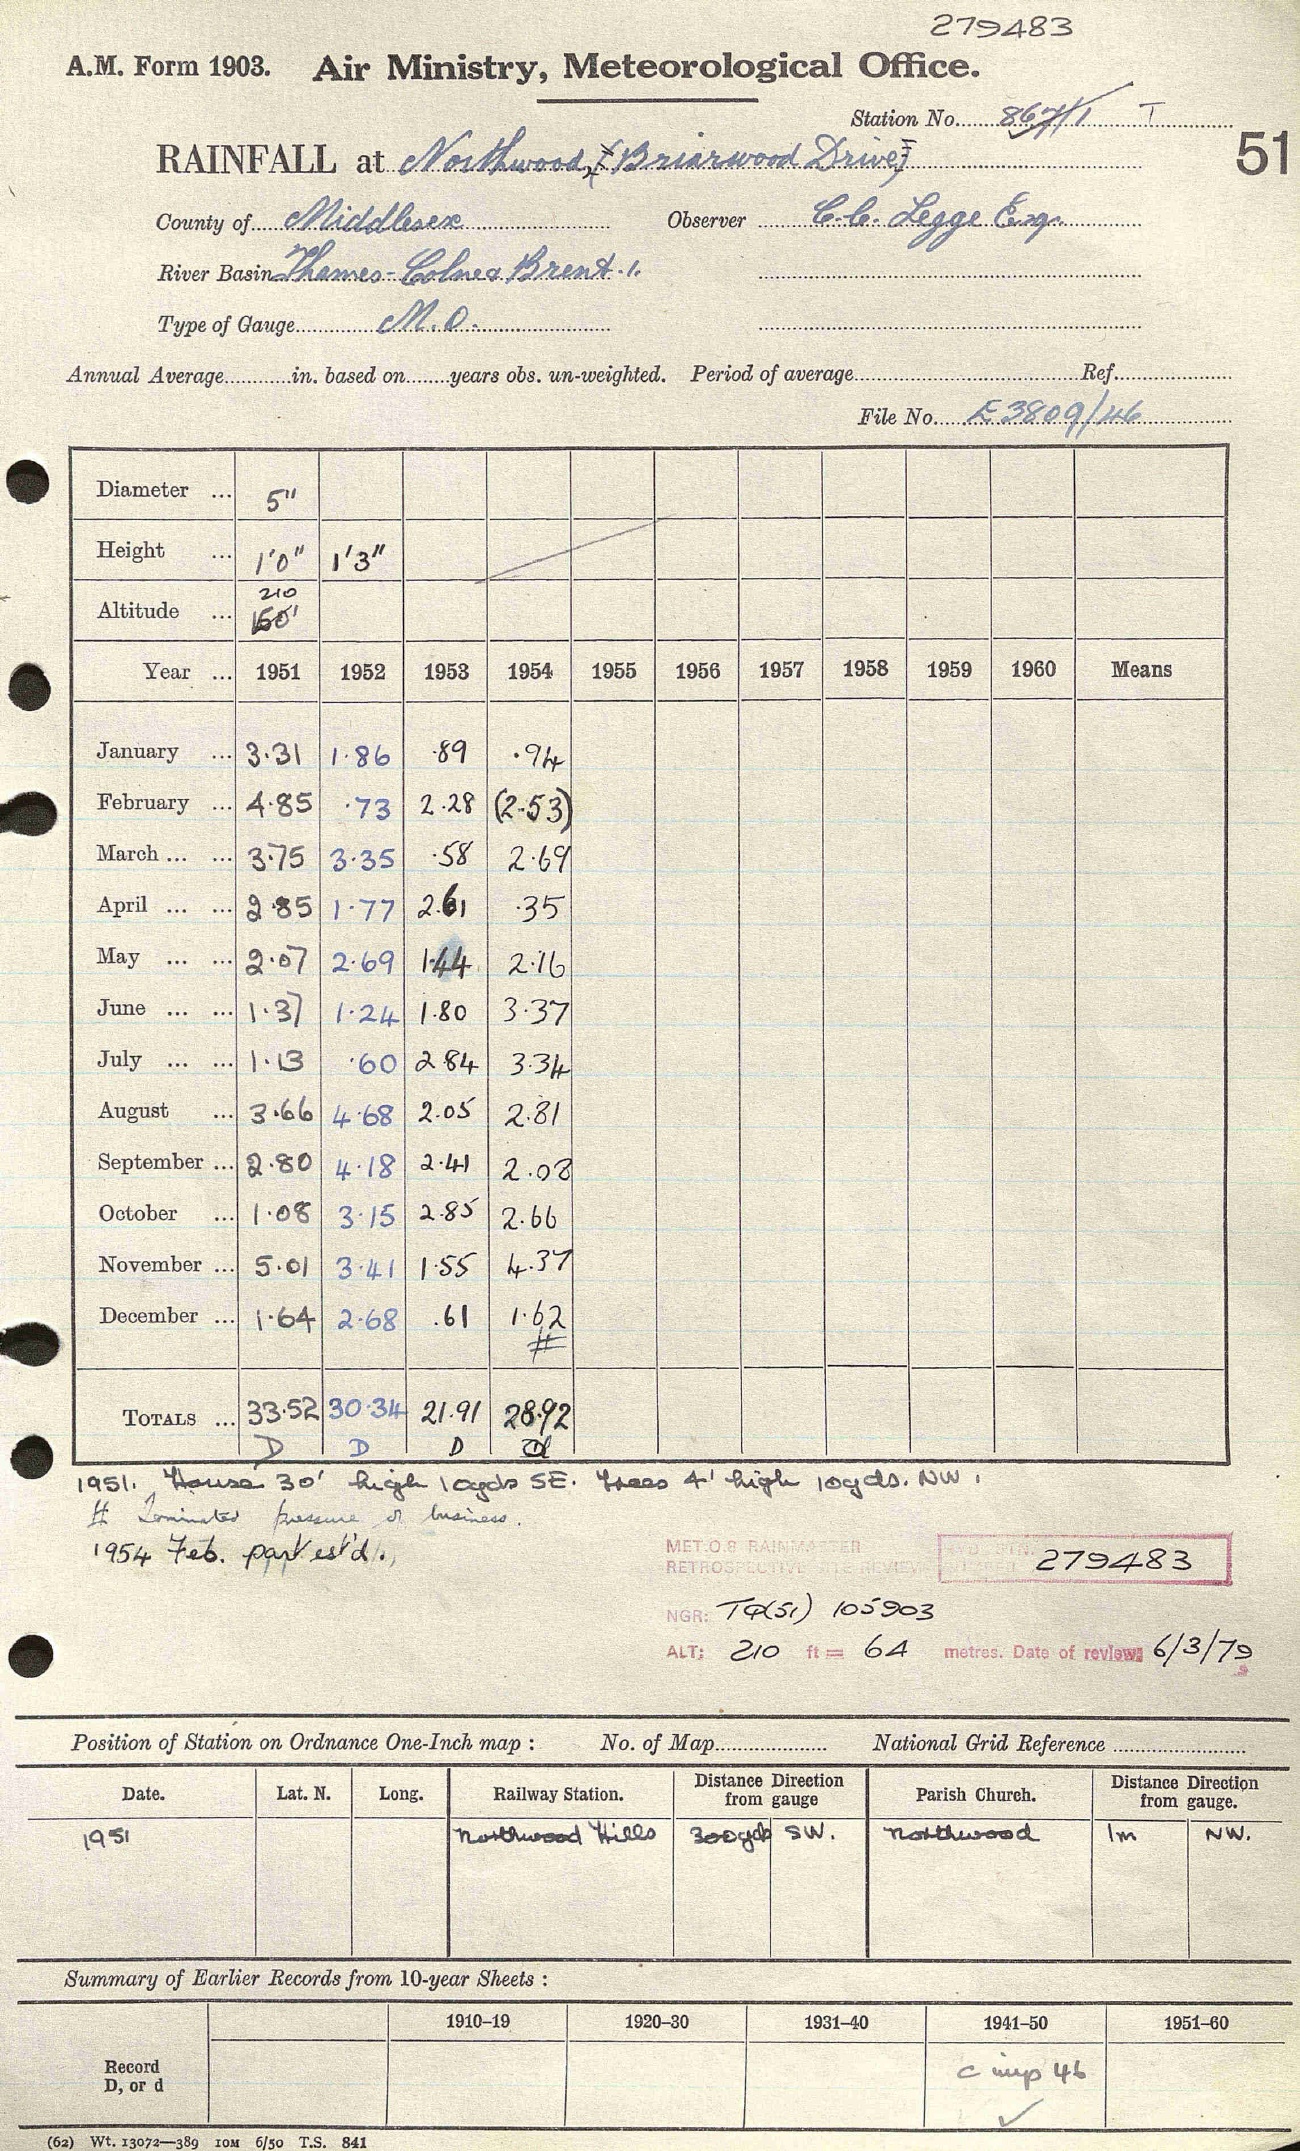 279483
A.M. Form 1903. Air Ministry, Meteorological Office.
Station No. 867/1 T
51
RAINFALL at Northwood, (Briarwood Drive)
County of Middlesex Observer C.C. Legge Esq.
River Basin Thames - Colne & Brent.
Type of Gauge M.O.
Annual Average in. based on years obs. un-weighted. Period of average Ref.
File No. E3809/46
Diameter ... 5"
Height ... 1'0" 1'3"
210
Altitude ... 150'
Year ... 1951 1952 1953 1954 1955 1956 1957 1958 1959 1960 Means
January ... 3.31 1.86 .89 .94
February ... 4.85 .73 2.28 (2.53)
March ... ... 3.75 3.35 .58 2.69
April ... ... 2.85 1.77 2.61 .35
May ... ... 2.07 2.69 1.44 2.16
June ... ... 1.37 1.24 1.80 3.37
July ... ... 1.13 .60 2.84 3.34
August ... 3.66 4.68 2.05 2.81
September ... 2.80 4.18 2.41 2.08
October ... 1.08 3.15 2.85 2.66
November ... 5.01 3.41 1.55 4.37
December ... 1.64 2.68 .61 1.62
#
TOTALS ... 33.52 30.34 21.91 28.92
D D D d
1951. House 30' high 10yds SE. Trees 4' high 10yds. NW.
# Terminated pressure of business.
1954 Feb. part est'd.
MET.O.8 RAINMASTER
RETROSPECTIVE SITE REVIEW
279483
NGR: TQ(51) 105903
ALT: 210 ft = 64 metres. Date of review: 6/3/79
Position of Station on Ordnance One-Inch map : No. of Map National Grid Reference
Date. Lat. N. Long. Railway Station. Distance Direction from gauge Parish Church. Distance Direction from gauge.
1951 Northwood Hills 300yds SW. Northwood 1m NW.
Summary of Earlier Records from 10-year Sheets :
1910–19 1920–30 1931–40 1941–50 1951–60
Record
D, or d
c inp 46
(62) Wt. 13072—389 10M 6/50 T.S. 841